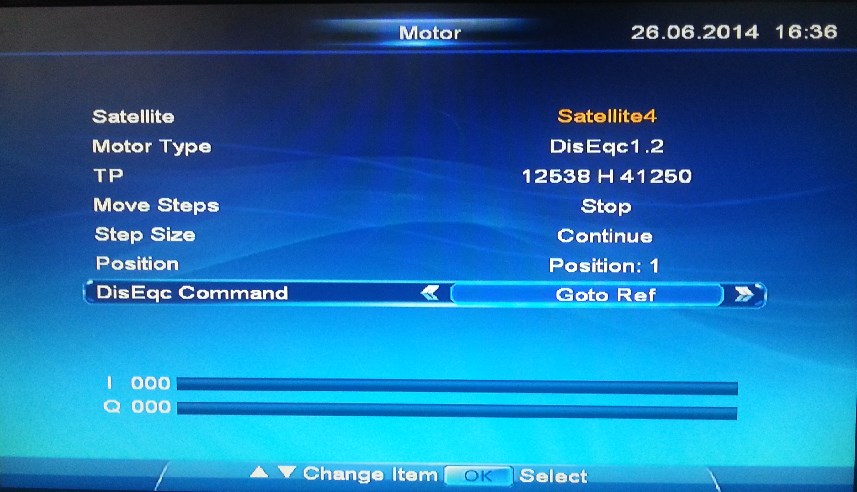 Motor 26.06.2014 16:36
Satellite Satellite4
Motor Type DisEqc1.2
TP 12538 H 41250
Move Steps Stop
Step Size Continue
Position Position: 1
DisEqc Command Goto Ref
I 000
Q 000
Change Item OK Select